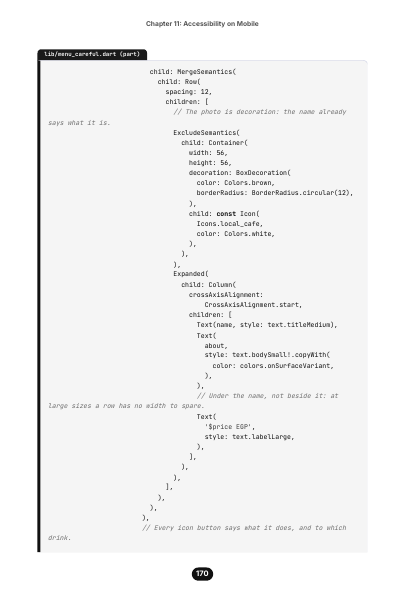 Chapter 11: Accessibility on Mobile
lib/menu_careful.dart (part)
child: MergeSemantics(
child: Row(
spacing: 12,
children: [
// The photo is decoration: the name already
says what it is.
ExcludeSemantics(
child: Container(
width: 56,
height: 56,
decoration: BoxDecoration(
color: Colors.brown,
borderRadius: BorderRadius.circular(12),
),
child: const Icon(
Icons.local_cafe,
color: Colors.white,
),
),
),
Expanded(
child: Column(
crossAxisAlignment:
CrossAxisAlignment.start,
children: [
Text(name, style: text.titleMedium),
Text(
about,
style: text.bodySmall!.copyWith(
color: colors.onSurfaceVariant,
),
),
// Under the name, not beside it: at
large sizes a row has no width to spare.
Text(
'$price EGP',
style: text.labelLarge,
),
],
),
),
],
),
),
// Every icon button says what it does, and to which
drink.
170